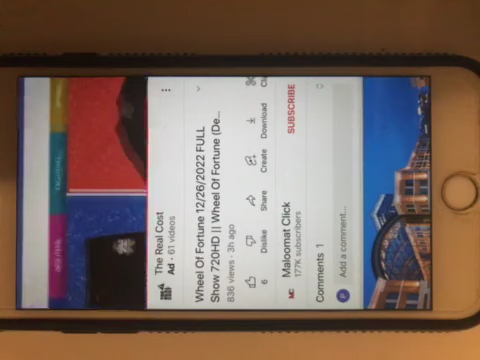 The Real Cost
Ad · 61 videos
Wheel Of Fortune 12/26/2022 FULL
Show 720HD || Wheel Of Fortune (De...
836 views · 3h ago
6 Dislike Share Create Download
Maloomat Click
177K subscribers
SUBSCRIBE
Comments 1
P Add a comment...